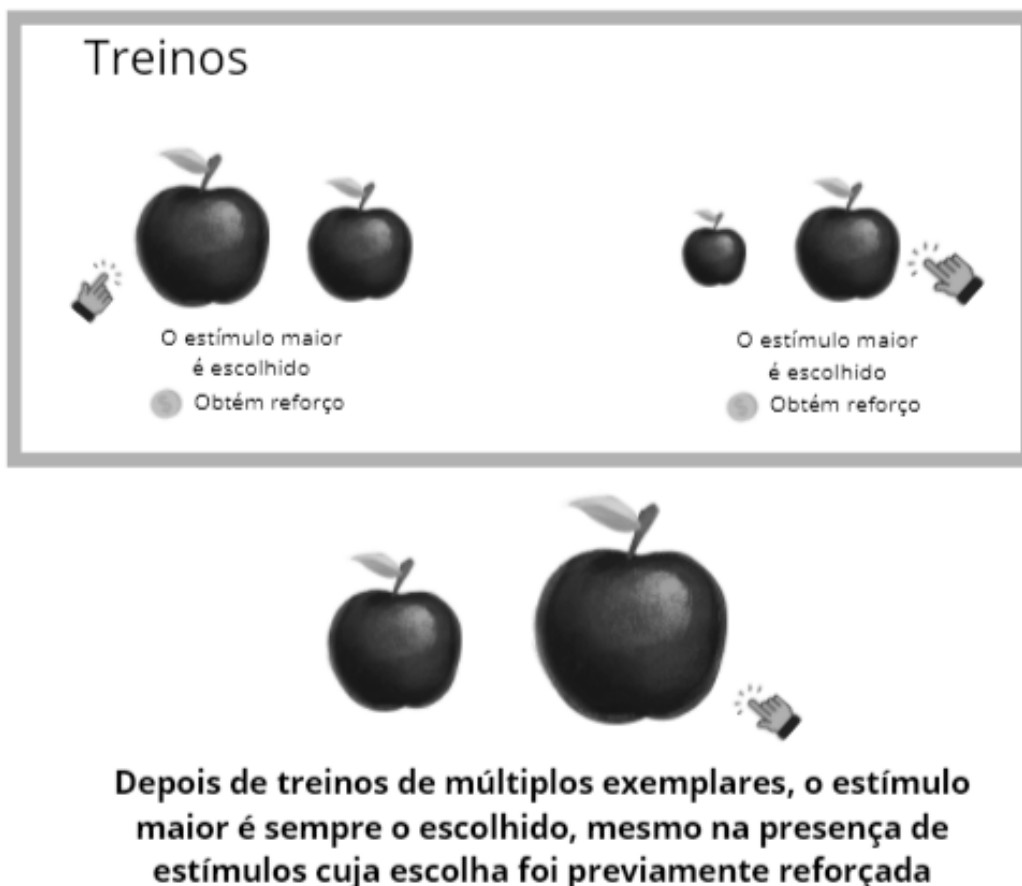 Treinos
O estímulo maior
é escolhido
Obtém reforço
O estímulo maior
é escolhido
Obtém reforço
Depois de treinos de múltiplos exemplares, o estímulo
maior é sempre o escolhido, mesmo na presença de
estímulos cuja escolha foi previamente reforçada